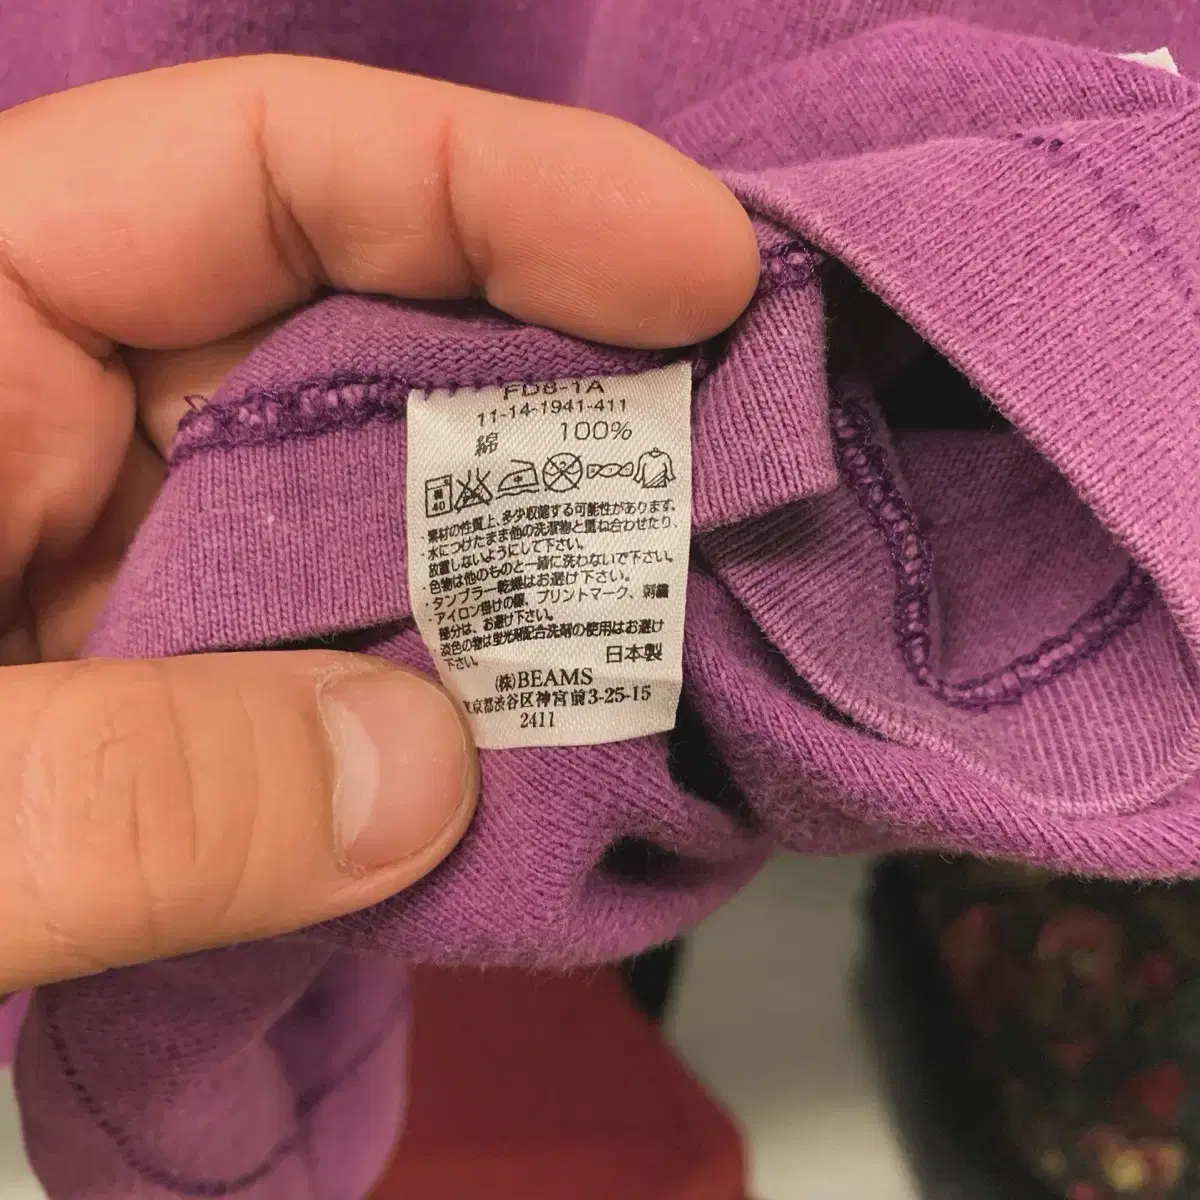 FD8-1A
11-14-1941-411
綿 100%
40
・素材の性質上、多少収縮する可能性があります。
・水につけたまま他の洗濯物と重ね合わせたり、
放置しないようにして下さい。
・色物は他のものと一緒に洗わないで下さい。
・タンブラー乾燥はお避け下さい。
・アイロン掛けの際、プリントマーク、刺繍
部分は、お避け下さい。
淡色の物は蛍光剤配合洗剤の使用はお避け
下さい。
日本製
(株)BEAMS
東京都渋谷区神宮前3-25-15
2411